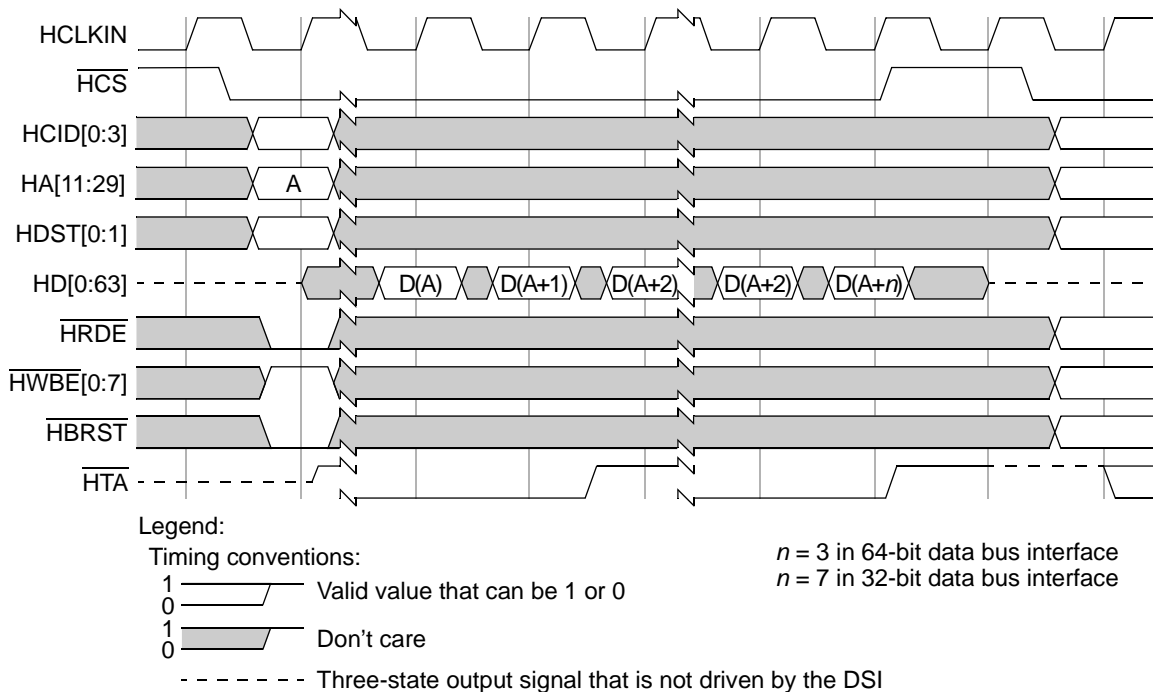 HCLKIN
HCS
HCID[0:3]
HA[11:29] A
HDST[0:1]
HD[0:63] D(A) D(A+1) D(A+2) D(A+2) D(A+n)
HRDE
HWBE[0:7]
HBRST
HTA
Legend:
Timing conventions:
n = 3 in 64-bit data bus interface
n = 7 in 32-bit data bus interface
1
0
Valid value that can be 1 or 0
1
0
Don't care
Three-state output signal that is not driven by the DSI